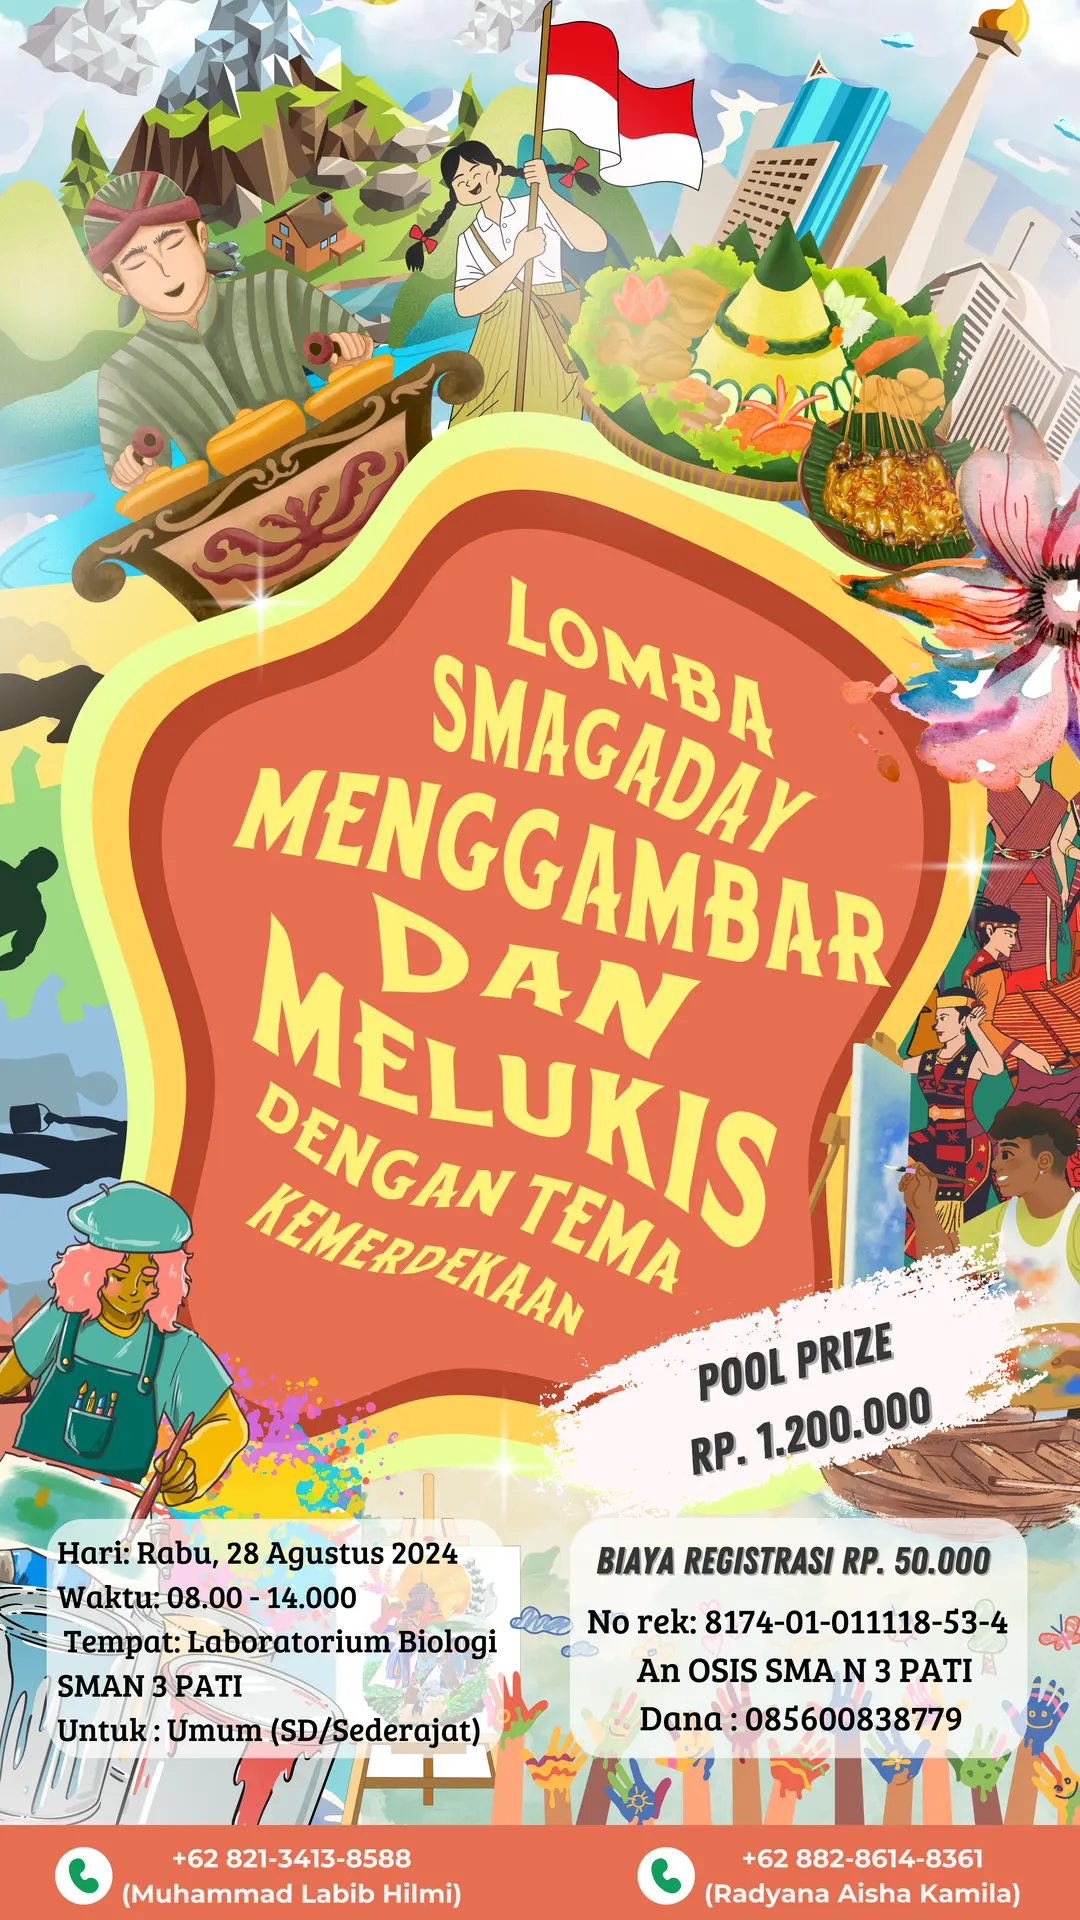 LOMBA
SMAGADAY
MENGGAMBAR
DAN
MELUKIS
DENGAN TEMA
KEMERDEKAAN
POOL PRIZE
RP. 1.200.000
Hari: Rabu, 28 Agustus 2024
Waktu: 08.00 - 14.000
Tempat: Laboratorium Biologi
SMAN 3 PATI
Untuk : Umum (SD/Sederajat)
BIAYA REGISTRASI RP. 50.000
No rek: 8174-01-011118-53-4
An OSIS SMA N 3 PATI
Dana : 085600838779
+62 821-3413-8588
(Muhammad Labib Hilmi)
+62 882-8614-8361
(Radyana Aisha Kamila)